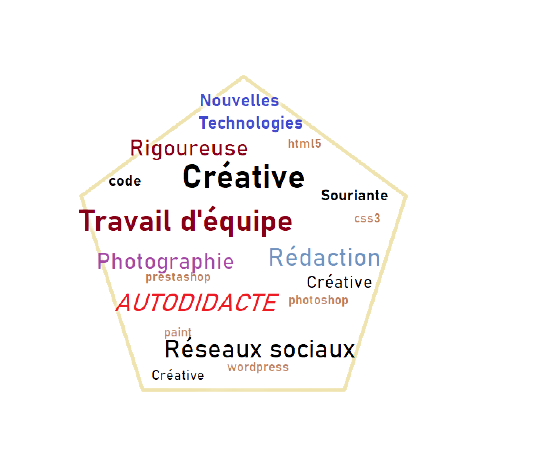 Nouvelles
Technologies
Rigoureuse
html5
Créative
code
Souriante
Travail d'équipe
css3
Photographie
Rédaction
prestashop
Créative
AUTODIDACTE
photoshop
paint
Réseaux sociaux
wordpress
Créative